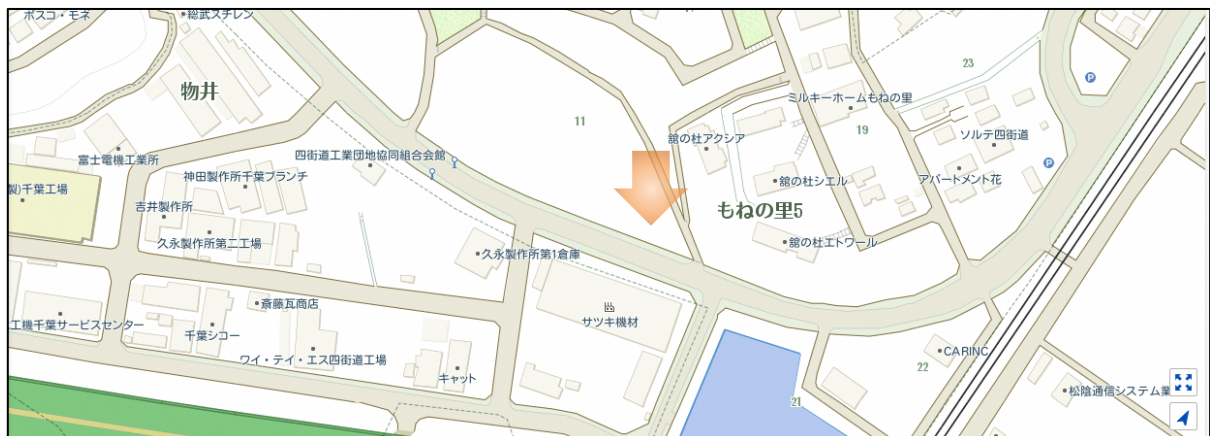 ボスコ・モネ
総武スチレン
物井
11
23
ミルキーホームもねの里
19
舘の杜アクシア
ソルテ四街道
富士電機工業所
四街道工業団地協同組合会館
神田製作所千葉ブランチ
舘の杜シエル
アパートメント花
製)千葉工場
吉井製作所
もねの里5
久永製作所第二工場
舘の杜エトワール
久永製作所第1倉庫
斎藤瓦商店
サツキ機材
工機千葉サービスセンター
千葉シコー
ワイ・テイ・エス四街道工場
CARINC
キャット
22
21
松陰通信システム業
P
P